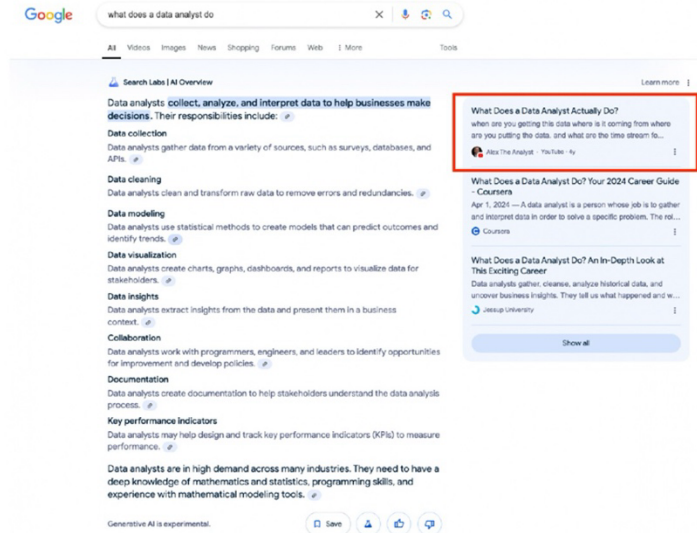 Google
what does a data analyst do
All Videos Images News Shopping Forums Web More Tools
Search Labs | AI Overview
Learn more
Data analysts collect, analyze, and interpret data to help businesses make
decisions. Their responsibilities include:
Data collection
Data analysts gather data from a variety of sources, such as surveys, databases, and
APIs.
Data cleaning
Data analysts clean and transform raw data to remove errors and redundancies.
Data modeling
Data analysts use statistical methods to create models that can predict outcomes and
identify trends.
Data visualization
Data analysts create charts, graphs, dashboards, and reports to visualize data for
stakeholders.
Data insights
Data analysts extract insights from the data and present them in a business
context.
Collaboration
Data analysts work with programmers, engineers, and leaders to identify opportunities
for improvement and develop policies.
Documentation
Data analysts create documentation to help stakeholders understand the data analysis
process.
Key performance indicators
Data analysts may help design and track key performance indicators (KPIs) to measure
performance.
Data analysts are in high demand across many industries. They need to have a
deep knowledge of mathematics and statistics, programming skills, and
experience with mathematical modeling tools.
Generative AI is experimental.
Save
What Does a Data Analyst Actually Do?
when are you getting this data where is it coming from where
are you putting the data. and what are the time stream fo...
Alex The Analyst · YouTube · 4y
What Does a Data Analyst Do? Your 2024 Career Guide
- Coursera
Apr 1, 2024 — A data analyst is a person whose job is to gather
and interpret data in order to solve a specific problem. The rol...
Coursera
What Does a Data Analyst Do? An In-Depth Look at
This Exciting Career
Data analysts gather, cleanse, analyze historical data, and
uncover business insights. They tell us what happened and w...
Jessup University
Show all